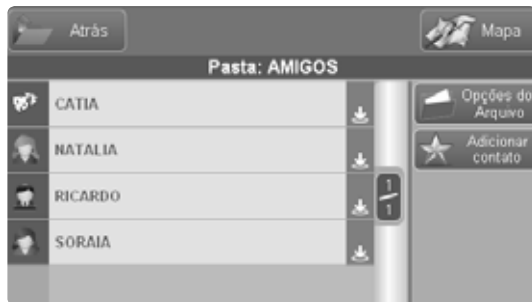 Atrás
Mapa
Pasta: AMIGOS
CATIA
NATALIA
RICARDO
SORAIA
1
1
Opções do
Arquivo
Adicionar
contato